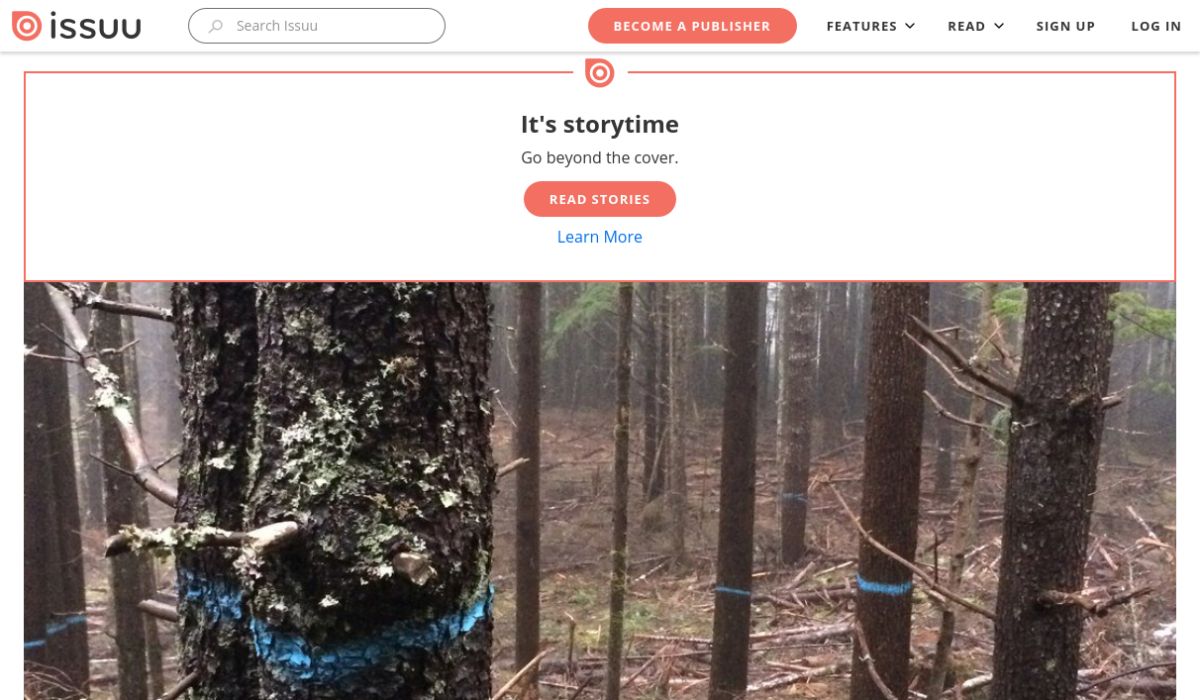 issuu
Search Issuu
BECOME A PUBLISHER
FEATURES
READ
SIGN UP
LOG IN
It's storytime
Go beyond the cover.
READ STORIES
Learn More